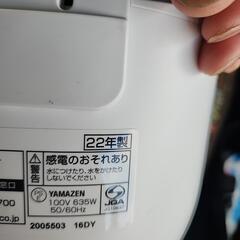 22年製
警告
感電のおそれあり
水につけたり、水をかけたり
しないでください
YAMAZEN
100V 635W
50/60Hz
JQA
700
co.jp
2005503 16DY